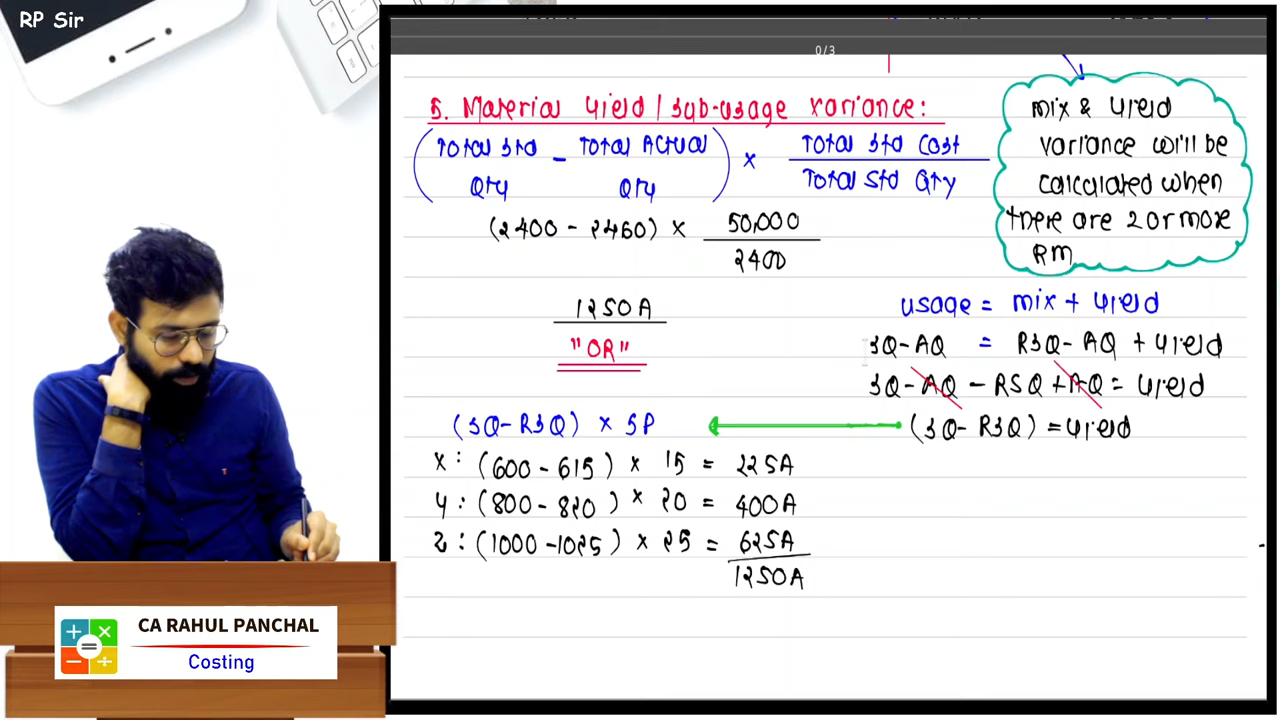 RP Sir
0/3
5. Material Yield / Sub-usage variance:
(Total Std Qty - Total Actual Qty) × Total Std Cost / Total Std Qty
(2400 - 2460) × 50,000 / 2400
1250A
"OR"
(SQ - RSQ) × SP
X : (600 - 615) × 15 = 225A
Y : (800 - 820) × 20 = 400A
Z : (1000 - 1025) × 25 = 625A
1250A
mix & Yield
variance will be
calculated when
there are 2 or more
RM
usage = mix + Yield
SQ - AQ = RSQ - AQ + Yield
SQ - AQ - RSQ + AQ = Yield
(SQ - RSQ) = Yield
CA RAHUL PANCHAL
Costing